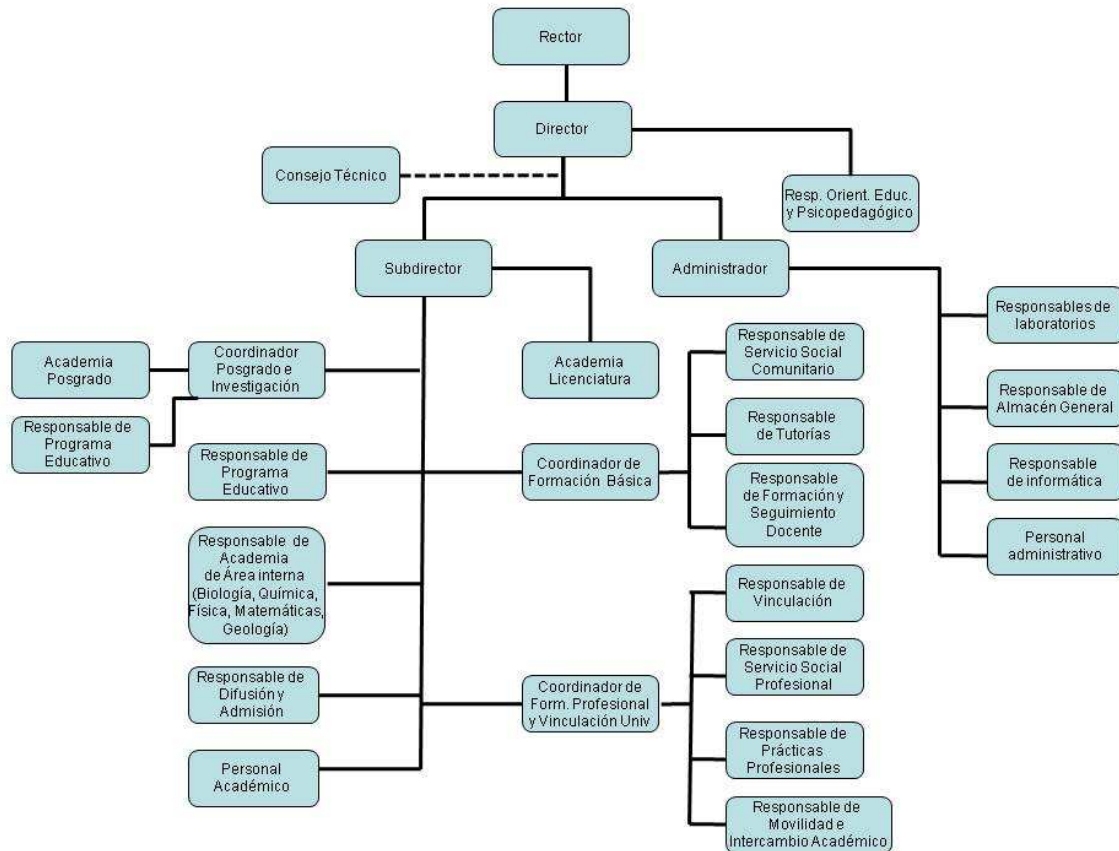 Rector
Director
Consejo Técnico
Resp. Orient. Educ.
y Psicopedagógico
Subdirector
Administrador
Responsables de
laboratorios
Responsable de
Servicio Social
Comunitario
Academia
Posgrado
Coordinador
Posgrado e
Investigación
Academia
Licenciatura
Responsable de
Almacén General
Responsable de
Programa
Educativo
Responsable
de Tutorías
Responsable de
Programa
Educativo
Coordinador de
Formación Básica
Responsable
de informática
Responsable
de Formación y
Seguimiento
Docente
Responsable de
Academia
de Área interna
(Biología, Química,
Física, Matemáticas,
Geología)
Personal
administrativo
Responsable de
Vinculación
Responsable de
Difusión y
Admisión
Coordinador de
Form. Profesional
y Vinculación Univ
Responsable de
Servicio Social
Profesional
Personal
Académico
Responsable de
Prácticas
Profesionales
Responsable de
Movilidad e
Intercambio Académico